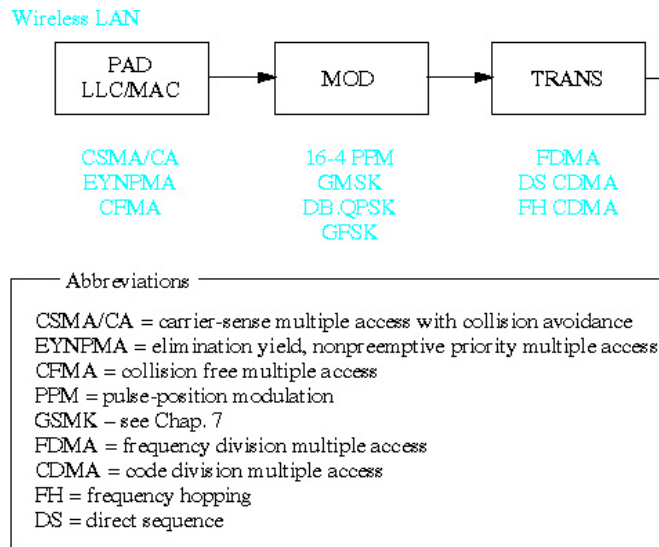 Wireless LAN
PAD
LLC/MAC
MOD
TRANS
CSMA/CA
EYNPMA
CFMA
16-4 PPM
GMSK
DB.QPSK
GFSK
FDMA
DS CDMA
FH CDMA
Abbreviations
CSMA/CA = carrier-sense multiple access with collision avoidance
EYNPMA = elimination yield, nonpreemptive priority multiple access
CFMA = collision free multiple access
PPM = pulse-position modulation
GSMK – see Chap. 7
FDMA = frequency division multiple access
CDMA = code division multiple access
FH = frequency hopping
DS = direct sequence